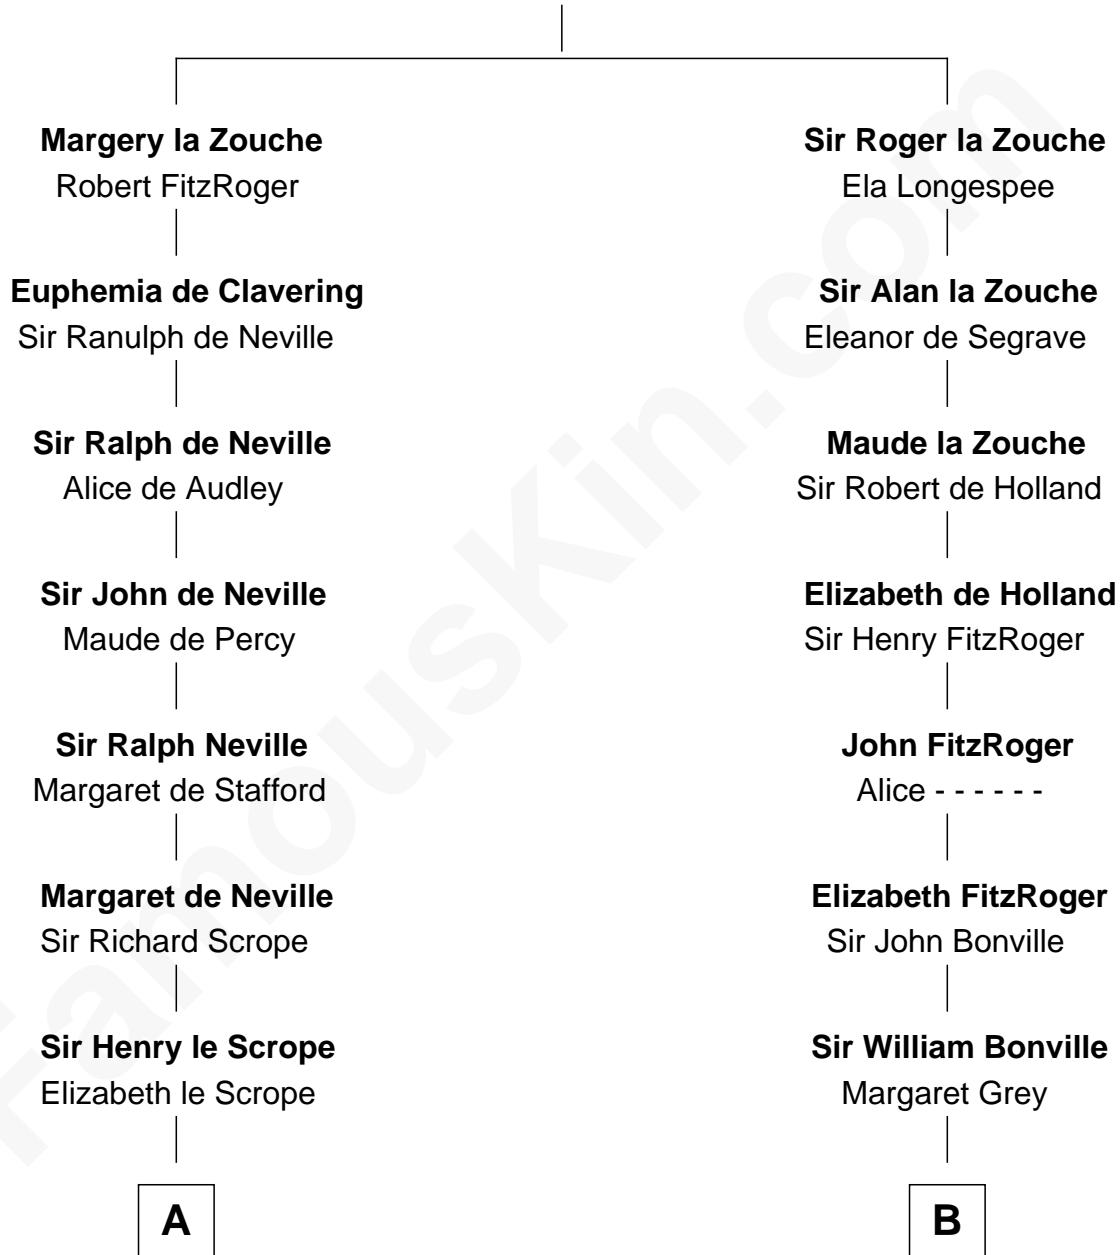 Margery la Zouche
Robert FitzRoger
Euphemia de Clavering
Sir Ranulph de Neville
Sir Ralph de Neville
Alice de Audley
Sir John de Neville
Maude de Percy
Sir Ralph Neville
Margaret de Stafford
Margaret de Neville
Sir Richard Scrope
Sir Henry le Scrope
Elizabeth le Scrope
A
Sir Roger la Zouche
Ela Longespee
Sir Alan la Zouche
Eleanor de Segrave
Maude la Zouche
Sir Robert de Holland
Elizabeth de Holland
Sir Henry FitzRoger
John FitzRoger
Alice - - - - - -
Elizabeth FitzRoger
Sir John Bonville
Sir William Bonville
Margaret Grey
B
FamousKin.com